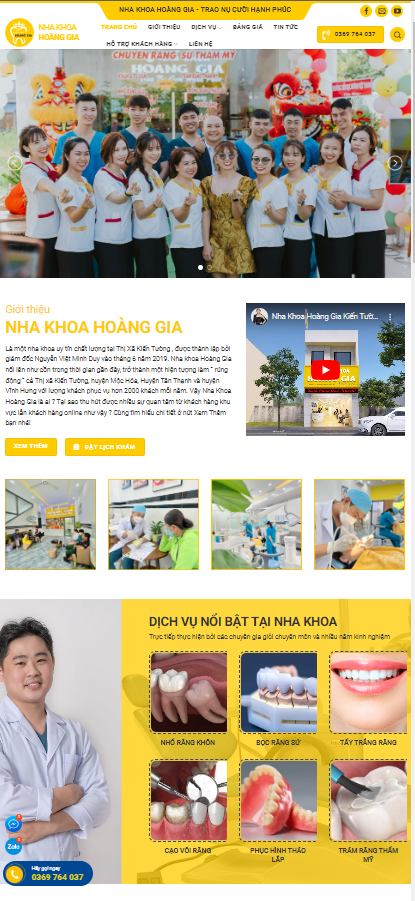 NHA KHOA HOÀNG GIA - TRAO NỤ CƯỜI HẠNH PHÚC
NHA KHOA
HOÀNG GIA
TRANG CHỦ GIỚI THIỆU DỊCH VỤ BẢNG GIÁ TIN TỨC
HỖ TRỢ KHÁCH HÀNG LIÊN HỆ
0369 764 037
CHUYÊN RĂNG SỨ THẨM MỸ
HOÀNG GIA
Giới thiệu
NHA KHOA HOÀNG GIA
Là một nha khoa uy tín chất lượng tại Thị Xã Kiến Tường , được thành lập bởi
giám đốc Nguyễn Việt Minh Duy vào tháng 6 năm 2019. Nha khoa Hoàng Gia
nổi lên như cồn trong thời gian gần đây, trở thành một hiện tượng làm " rúng
động " cả Thị xã Kiến Tường, huyện Mộc Hóa, Huyện Tân Thạnh và huyện
Vĩnh Hưng với lượng khách phục vụ hơn 2000 khách mỗi năm. Vậy Nha Khoa
Hoàng Gia là ai ? Tại sao thu hút được nhiều sự quan tâm từ khách hàng khu
vực lẫn khách hàng online như vậy ? Cùng tìm hiểu chi tiết ở nút Xem Thêm
bạn nhé!
XEM THÊM
ĐẶT LỊCH KHÁM
Nha Khoa Hoàng Gia Kiến Tườ...
DỊCH VỤ NỔI BẬT TẠI NHA KHOA
Trực tiếp thực hiện bởi các chuyên gia giỏi chuyên môn và nhiều năm kinh nghiệm
NHỔ RĂNG KHÔN
BỌC RĂNG SỨ
TẨY TRẮNG RĂNG
CẠO VÔI RĂNG
PHỤC HÌNH THÁO
LẮP
TRÁM RĂNG THẨM
MỸ
Zalo
Hãy gọi ngay
0369 764 037